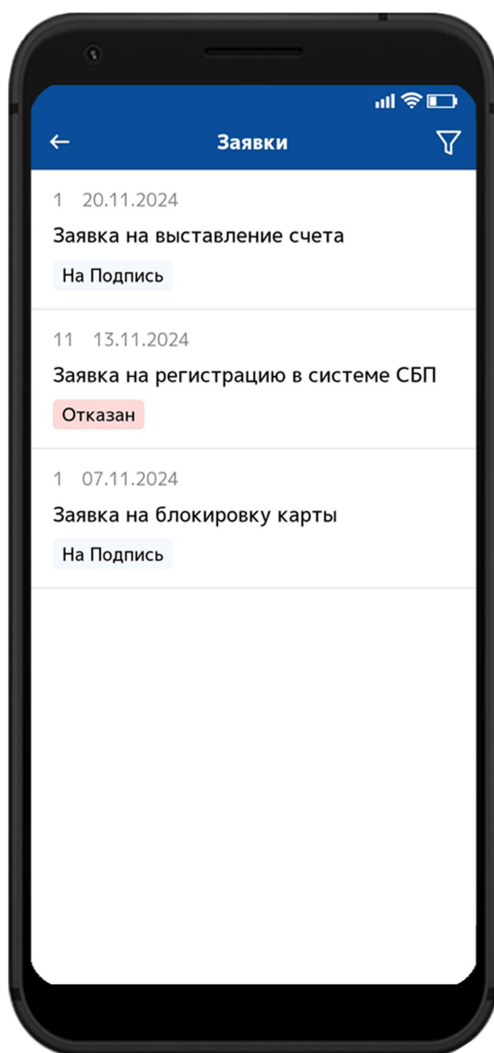 Заявки
1 20.11.2024
Заявка на выставление счета
На Подпись
11 13.11.2024
Заявка на регистрацию в системе СБП
Отказан
1 07.11.2024
Заявка на блокировку карты
На Подпись